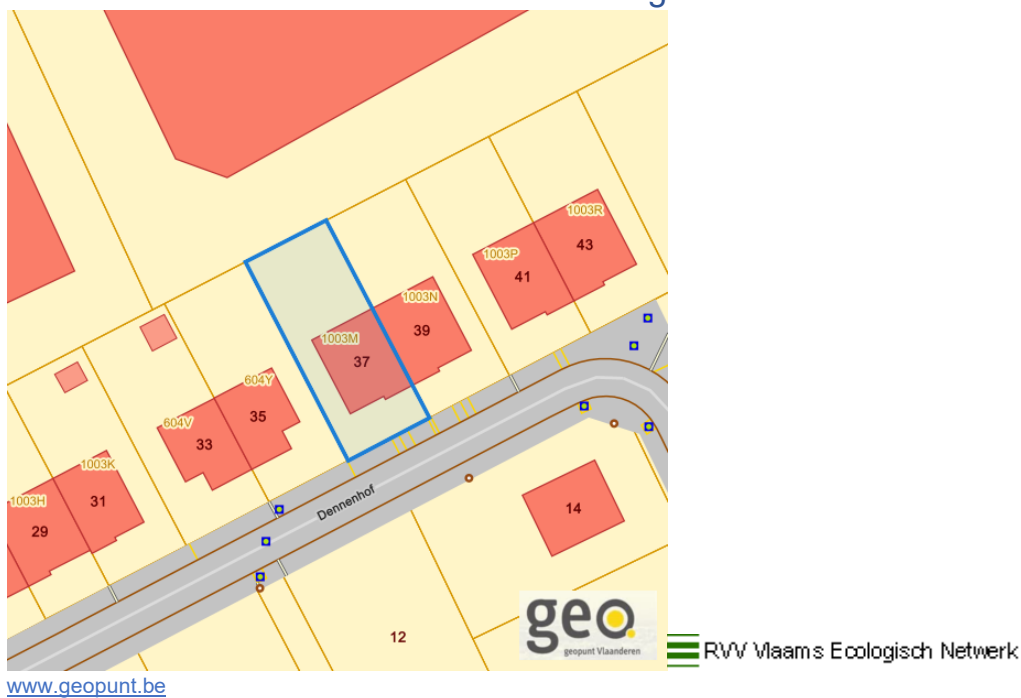 g
1003R
43
1003P
41
1003N
39
1003M
37
604Y
35
604V
33
1003K
31
1003H
29
Dennenhof
14
12
geo.
geopunt Vlaanderen
RVV Vlaams Ecologisch Netwerk
www.geopunt.be